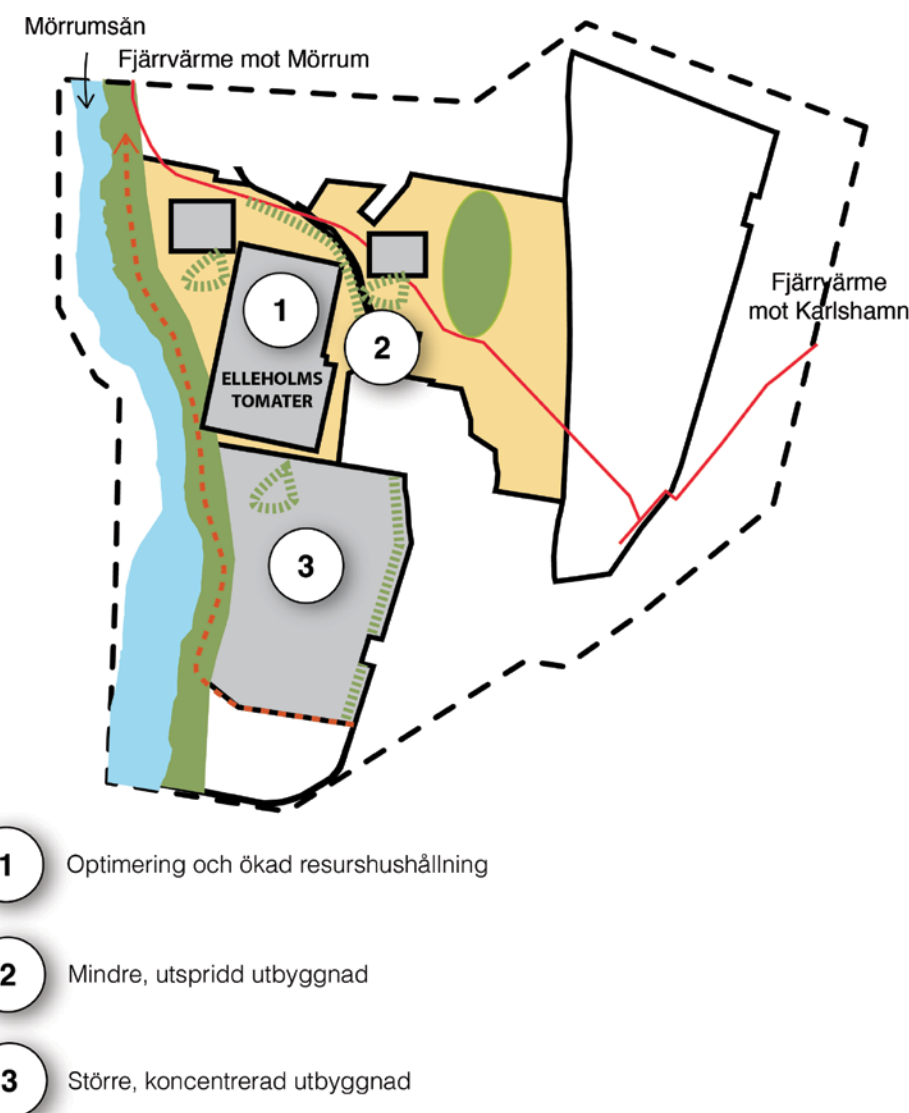 Mörrumsån
Fjärrvärme mot Mörrum
Fjärrvärme
mot Karlshamn
1
2
ELLEHOLMS
TOMATER
3
1 Optimering och ökad resurshushållning
2 Mindre, utspridd utbyggnad
3 Större, koncentrerad utbyggnad